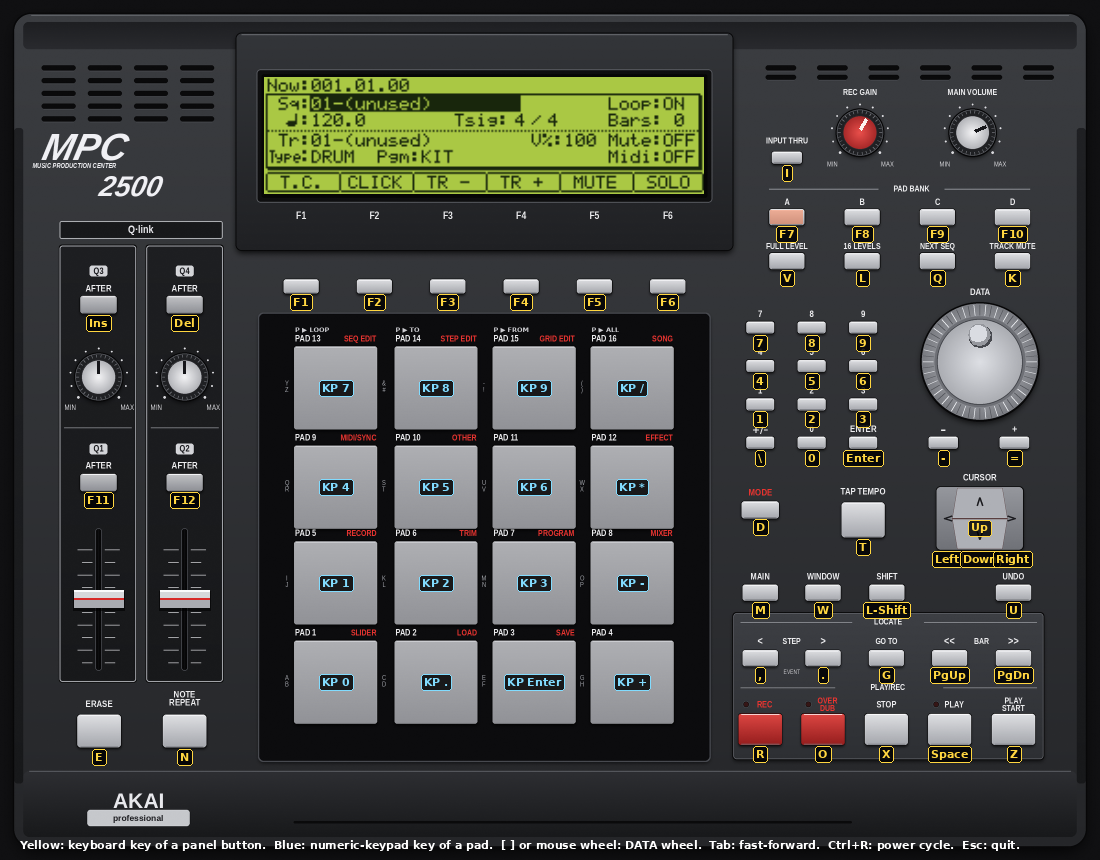 Now:001.01.00
Sq:01-(unused) Loop:ON
♩:120.0 Tsig: 4/4 Bars: 0
Tr:01-(unused) V%:100 Mute:OFF
Type:DRUM Pgm:KIT Midi:OFF
T.C. CLICK TR - TR + MUTE SOLO
F1 F2 F3 F4 F5 F6
F1 F2 F3 F4 F5 F6
MPC
MUSIC PRODUCTION CENTER
2500
Q-link
Q3 Q4
AFTER AFTER
Ins Del
MIN MAX MIN MAX
Q1 Q2
AFTER AFTER
F11 F12
ERASE NOTE REPEAT
E N
AKAI
professional
P ▶ LOOP P ▶ TO P ▶ FROM P ▶ ALL
PAD 13 SEQ EDIT PAD 14 STEP EDIT PAD 15 GRID EDIT PAD 16 SONG
KP 7 KP 8 KP 9 KP /
PAD 9 MIDI/SYNC PAD 10 OTHER PAD 11 PAD 12 EFFECT
KP 4 KP 5 KP 6 KP *
PAD 5 RECORD PAD 6 TRIM PAD 7 PROGRAM PAD 8 MIXER
KP 1 KP 2 KP 3 KP -
PAD 1 SLIDER PAD 2 LOAD PAD 3 SAVE PAD 4
KP 0 KP . KP Enter KP +
REC GAIN MAIN VOLUME
INPUT THRU
MIN MAX MIN MAX
I
PAD BANK
A B C D
F7 F8 F9 F10
FULL LEVEL 16 LEVELS NEXT SEQ TRACK MUTE
V L Q K
DATA
7 8 9
7 8 9
4 5 6
1 2 3
+/- 0 ENTER - +
\ 0 Enter - =
MODE TAP TEMPO CURSOR
D T Up
Left Down Right
MAIN WINDOW SHIFT UNDO
M W L-Shift U
LOCATE
< STEP > GO TO << BAR >>
EVENT
, . G PgUp PgDn
PLAY/REC
REC OVER DUB STOP PLAY PLAY START
R O X Space Z
Yellow: keyboard key of a panel button. Blue: numeric-keypad key of a pad. [ ] or mouse wheel: DATA wheel. Tab: fast-forward. Ctrl+R: power cycle. Esc: quit.